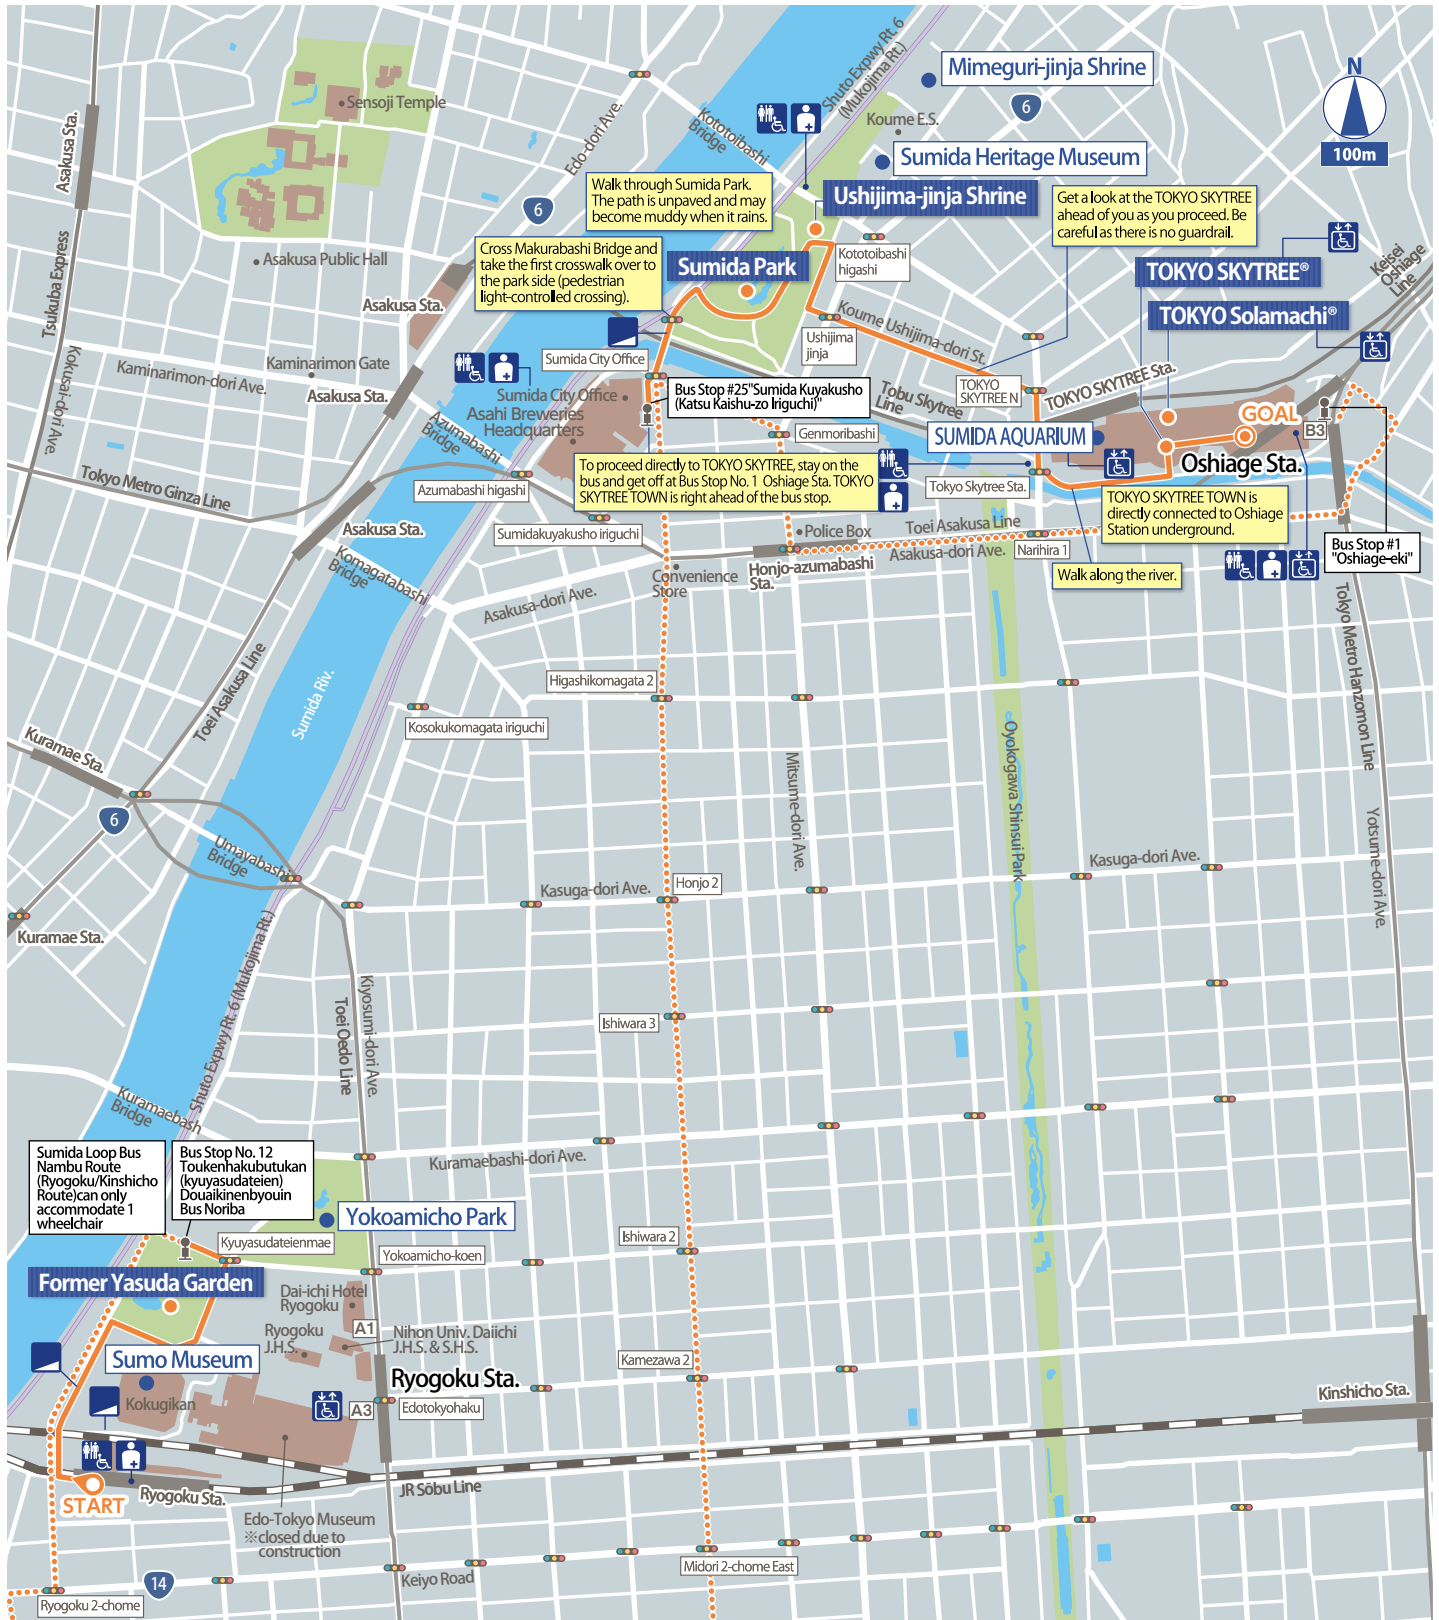 Shuto Expwy Rt. 6
(Mukojima Rt.)
Mimeguri-jinja Shrine
N
100m
6
Koume E.S.
Sumida Heritage Museum
Ushijima-jinja Shrine
Sensoji Temple
Asakusa Sta.
Edo-dori Ave.
Kototoibashi
Bridge
6
Walk through Sumida Park.
The path is unpaved and may
become muddy when it rains.
Get a look at the TOKYO SKYTREE
ahead of you as you proceed. Be
careful as there is no guardrail.
Cross Makurabashi Bridge and
take the first crosswalk over to
the park side (pedestrian
light-controlled crossing).
Sumida Park
Kototoibashi
higashi
TOKYO SKYTREE®
TOKYO Solamachi®
Keisei
Oshiage
Line
Asakusa Public Hall
Tsukuba Express
Asakusa Sta.
Kokusai-dori Ave.
Kaminarimon-dori Ave.
Kaminarimon Gate
Asakusa Sta.
Sumida City Office
Sumida City Office
Asahi Breweries
Headquarters
Azumabashi
Bridge
Ushijima
jinja
Koume Ushijima-dori St.
Tobu Skytree
Line
TOKYO
SKYTREE N
TOKYO SKYTREE Sta.
Bus Stop #25"Sumida Kuyakusho
(Katsu Kaishu-zo Iriguchi)"
Genmoribashi
SUMIDA AQUARIUM
GOAL
B3
Oshiage Sta.
To proceed directly to TOKYO SKYTREE, stay on the
bus and get off at Bus Stop No. 1 Oshiage Sta. TOKYO
SKYTREE TOWN is right ahead of the bus stop.
Tokyo Skytree Sta.
TOKYO SKYTREE TOWN is
directly connected to Oshiage
Station underground.
Tokyo Metro Ginza Line
Azumabashi higashi
Sumidakuyakusho iriguchi
Asakusa Sta.
Komagatabashi
Bridge
Police Box
Toei Asakusa Line
Asakusa-dori Ave.
Narihira 1
Bus Stop #1
"Oshiage-eki"
Convenience
Store
Honjo-azumabashi
Sta.
Walk along the river.
Asakusa-dori Ave.
Toei Asakusa Line
Sumida Riv.
Higashikomagata 2
Kosokukomagata iriguchi
Mitsume-dori Ave.
Oyokogawa Shinsui Park
Tokyo Metro Hanzomon Line
Yotsume-dori Ave.
Kuramae Sta.
6
Umayabashi
Bridge
Kasuga-dori Ave.
Honjo 2
Kasuga-dori Ave.
Kuramae Sta.
Shuto Expwy Rt. 6 (Mukojima Rt.)
Kiyosumi-dori Ave.
Toei Oedo Line
Ishiwara 3
Kuramaebash
Bridge
Kuramaebashi-dori Ave.
Sumida Loop Bus
Nambu Route
(Ryogoku/Kinshicho
Route)can only
accommodate 1
wheelchair
Bus Stop No. 12
Toukenhakubutukan
(kyuyasudateien)
Douaikinenbyouin
Bus Noriba
Yokoamicho Park
Kyuyasudateienmae
Yokoamicho-koen
Ishiwara 2
Former Yasuda Garden
Dai-ichi Hotel
Ryogoku
A1
Ryogoku
J.H.S.
Nihon Univ. Daiichi
J.H.S. & S.H.S.
Sumo Museum
Kokugikan
Ryogoku Sta.
A3
Edotokyohaku
Kamezawa 2
Kinshicho Sta.
START
Ryogoku Sta.
JR Sōbu Line
Edo-Tokyo Museum
※closed due to
construction
Midori 2-chome East
Keiyo Road
14
Ryogoku 2-chome